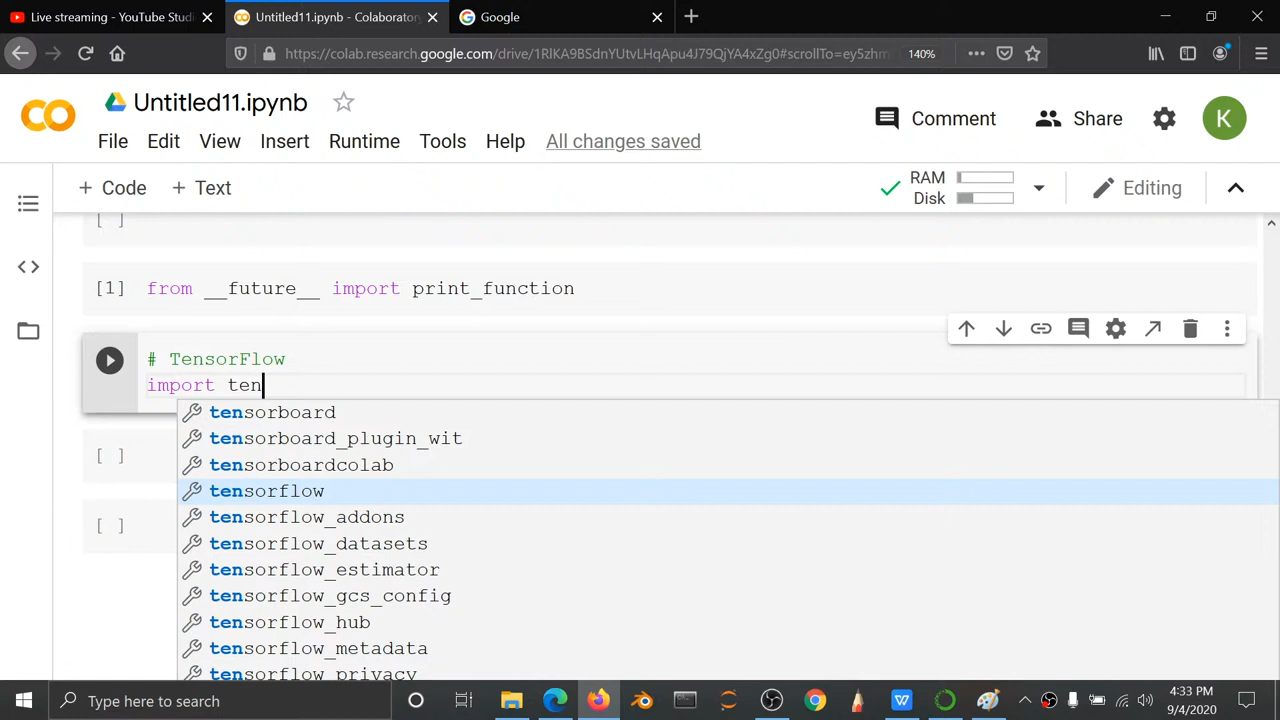 Live streaming - YouTube Studi
Untitled11.ipynb - Colaboratory
Google
https://colab.research.google.com/drive/1RlKA9BSdnYUtvLHqApu4J79QjYA4xZg0#scrollTo=ey5zhm
140%
Untitled11.ipynb
Comment
Share
K
File Edit View Insert Runtime Tools Help All changes saved
+ Code + Text
RAM
Disk
Editing
[ ]
[1] from __future__ import print_function
# TensorFlow
import ten
tensorboard
tensorboard_plugin_wit
[ ]
tensorboardcolab
tensorflow
tensorflow_addons
[ ]
tensorflow_datasets
tensorflow_estimator
tensorflow_gcs_config
tensorflow_hub
tensorflow_metadata
tensorflow_privacy
Type here to search
4:33 PM
9/4/2020